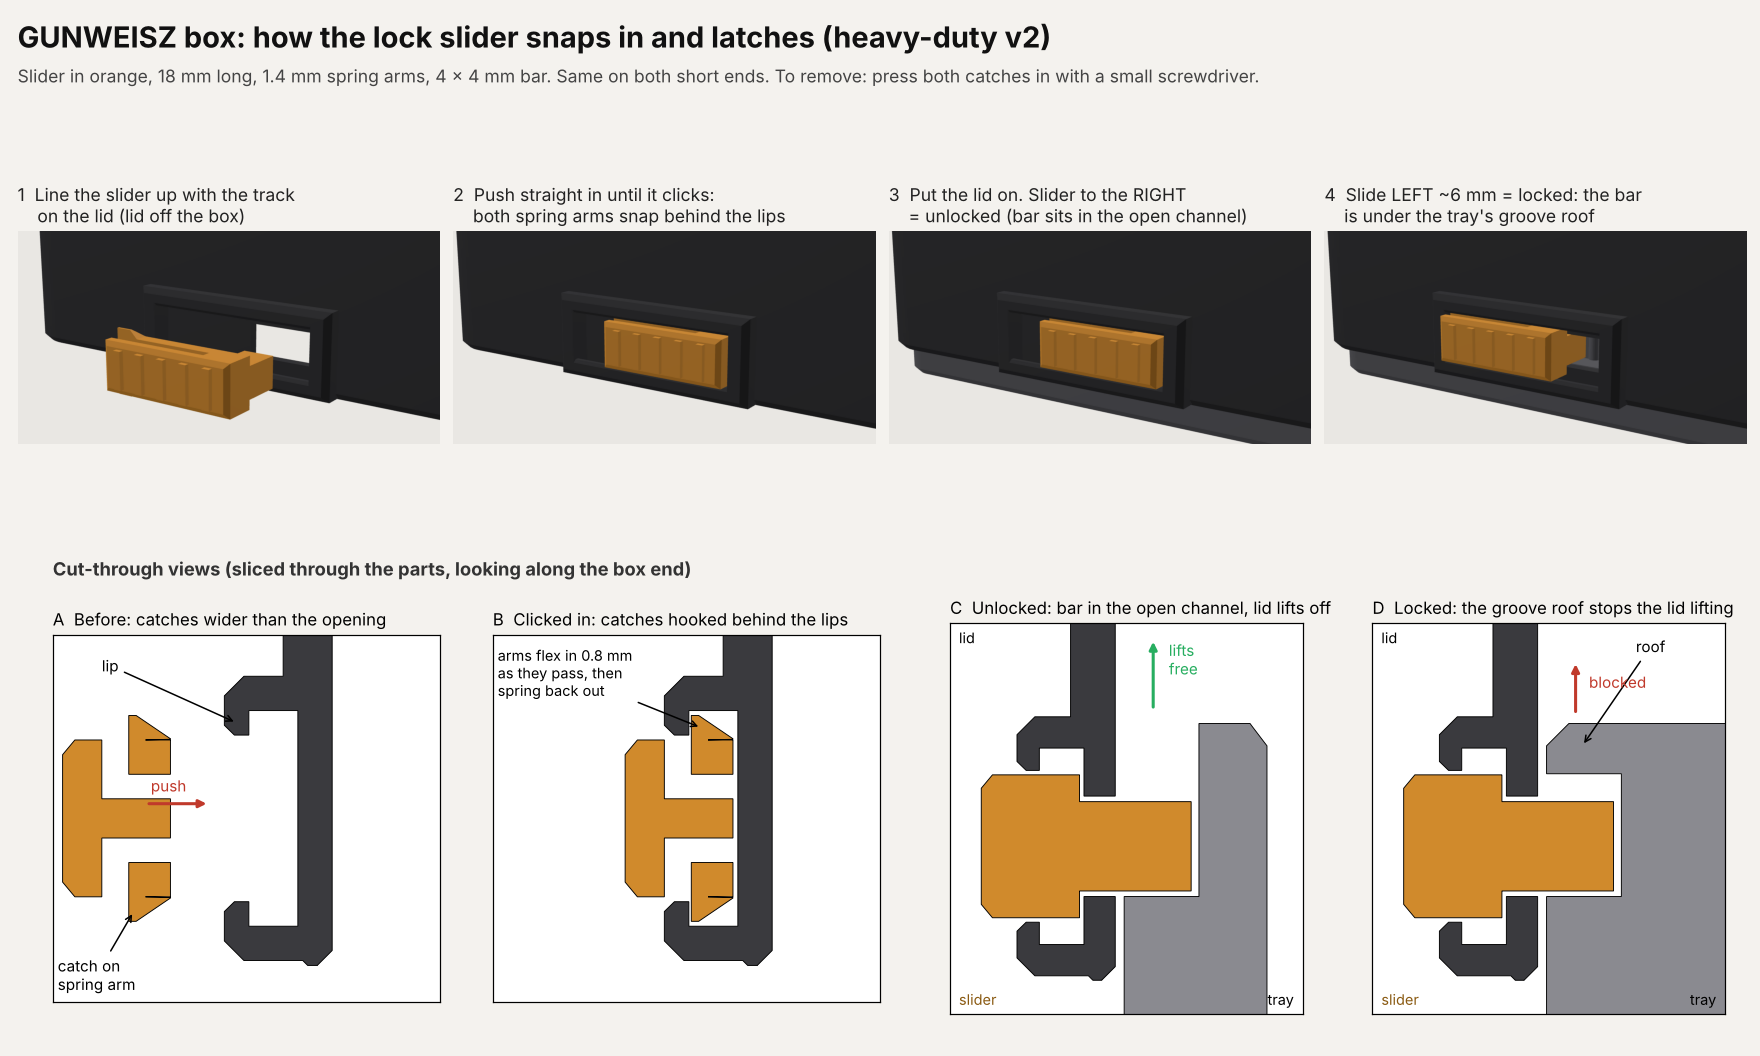 GUNWEISZ box: how the lock slider snaps in and latches (heavy-duty v2)
Slider in orange, 18 mm long, 1.4 mm spring arms, 4 × 4 mm bar. Same on both short ends. To remove: press both catches in with a small screwdriver.
1 Line the slider up with the track
on the lid (lid off the box)
2 Push straight in until it clicks:
both spring arms snap behind the lips
3 Put the lid on. Slider to the RIGHT
= unlocked (bar sits in the open channel)
4 Slide LEFT ~6 mm = locked: the bar
is under the tray's groove roof
Cut-through views (sliced through the parts, looking along the box end)
A Before: catches wider than the opening
lip
push
catch on
spring arm
B Clicked in: catches hooked behind the lips
arms flex in 0.8 mm
as they pass, then
spring back out
C Unlocked: bar in the open channel, lid lifts off
lid
lifts
free
slider
tray
D Locked: the groove roof stops the lid lifting
lid
roof
blocked
slider
tray